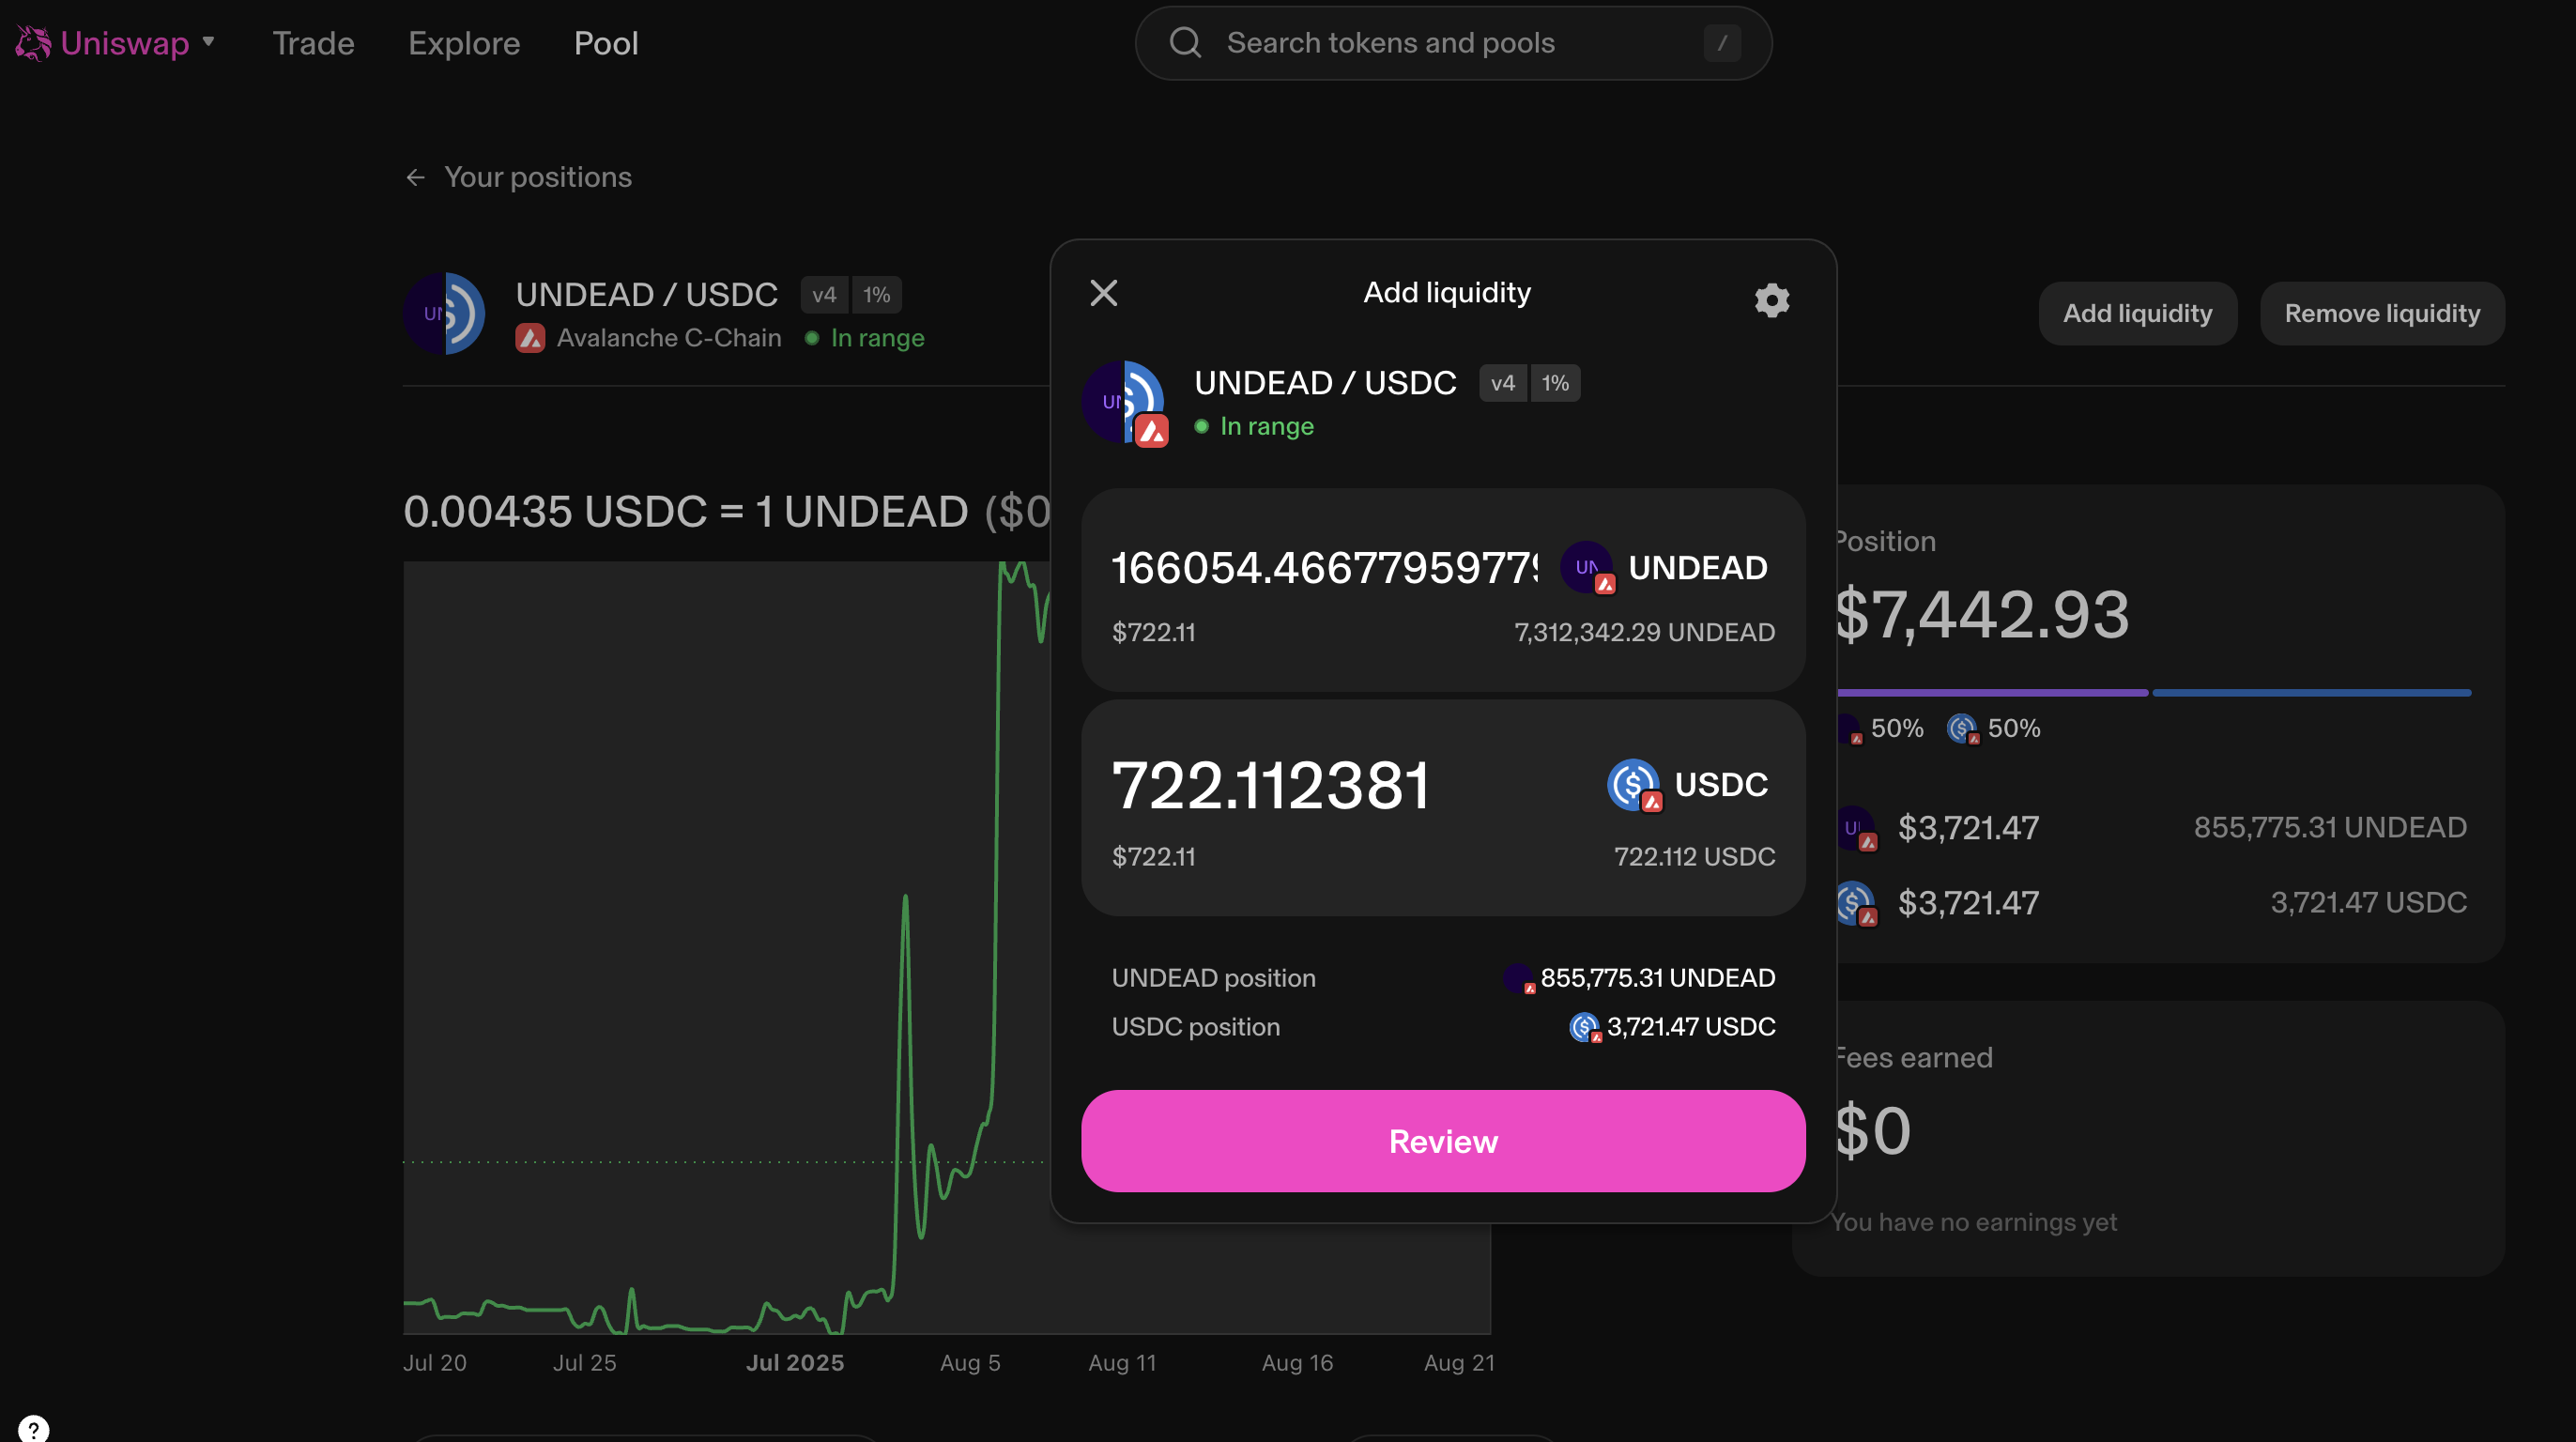 Uniswap Trade Explore Pool Search tokens and pools /
← Your positions
UNDEAD / USDC v4 1%
Avalanche C-Chain In range
Add liquidity Remove liquidity
0.00435 USDC = 1 UNDEAD ($0
Jul 20 Jul 25 Jul 2025 Aug 5 Aug 11 Aug 16 Aug 21
Add liquidity
UN
UNDEAD / USDC v4 1%
In range
166054.46677959779 UN UNDEAD
$722.11 7,312,342.29 UNDEAD
722.112381 USDC
$722.11 722.112 USDC
UNDEAD position 855,775.31 UNDEAD
USDC position 3,721.47 USDC
Review
Position
$7,442.93
50% 50%
$3,721.47 855,775.31 UNDEAD
$3,721.47 3,721.47 USDC
Fees earned
$0
You have no earnings yet
?